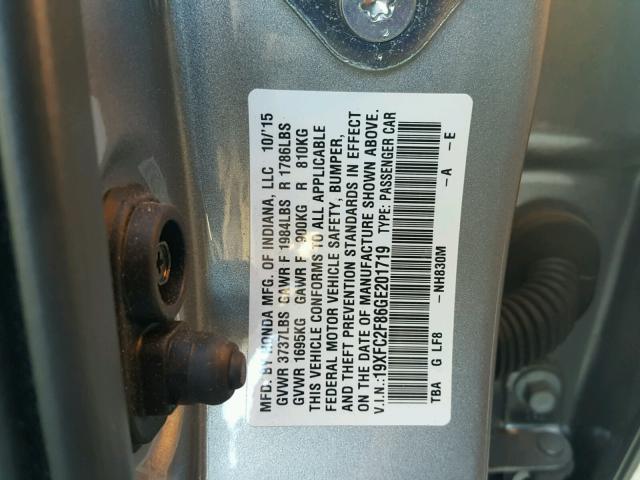 MFD. BY HONDA MFG. OF INDIANA, LLC 10/'15
GVWR 3737LBS GAWR F 1984LBS R 1786LBS
GVWR 1695KG GAWR F 900KG R 810KG
THIS VEHICLE CONFORMS TO ALL APPLICABLE
FEDERAL MOTOR VEHICLE SAFETY, BUMPER,
AND THEFT PREVENTION STANDARDS IN EFFECT
ON THE DATE OF MANUFACTURE SHOWN ABOVE.
V.I.N.:19XFC2F66GE201719 TYPE: PASSENGER CAR
TBA G LF8 -NH830M -A -E